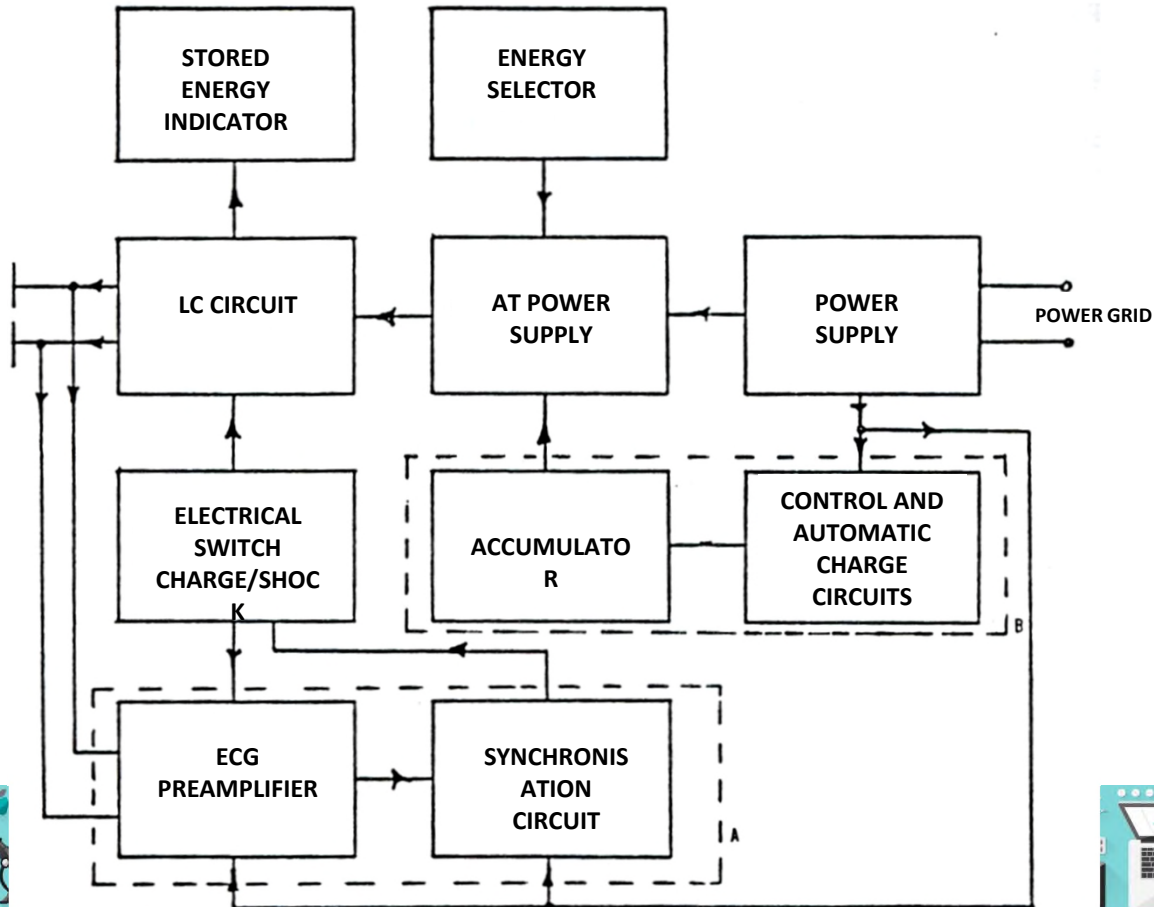 STORED
ENERGY
INDICATOR
ENERGY
SELECTOR
LC CIRCUIT
AT POWER
SUPPLY
POWER
SUPPLY
POWER GRID
ELECTRICAL
SWITCH
CHARGE/SHOC
K
ACCUMULATO
R
CONTROL AND
AUTOMATIC
CHARGE
CIRCUITS
B
ECG
PREAMPLIFIER
SYNCHRONIS
ATION
CIRCUIT
A